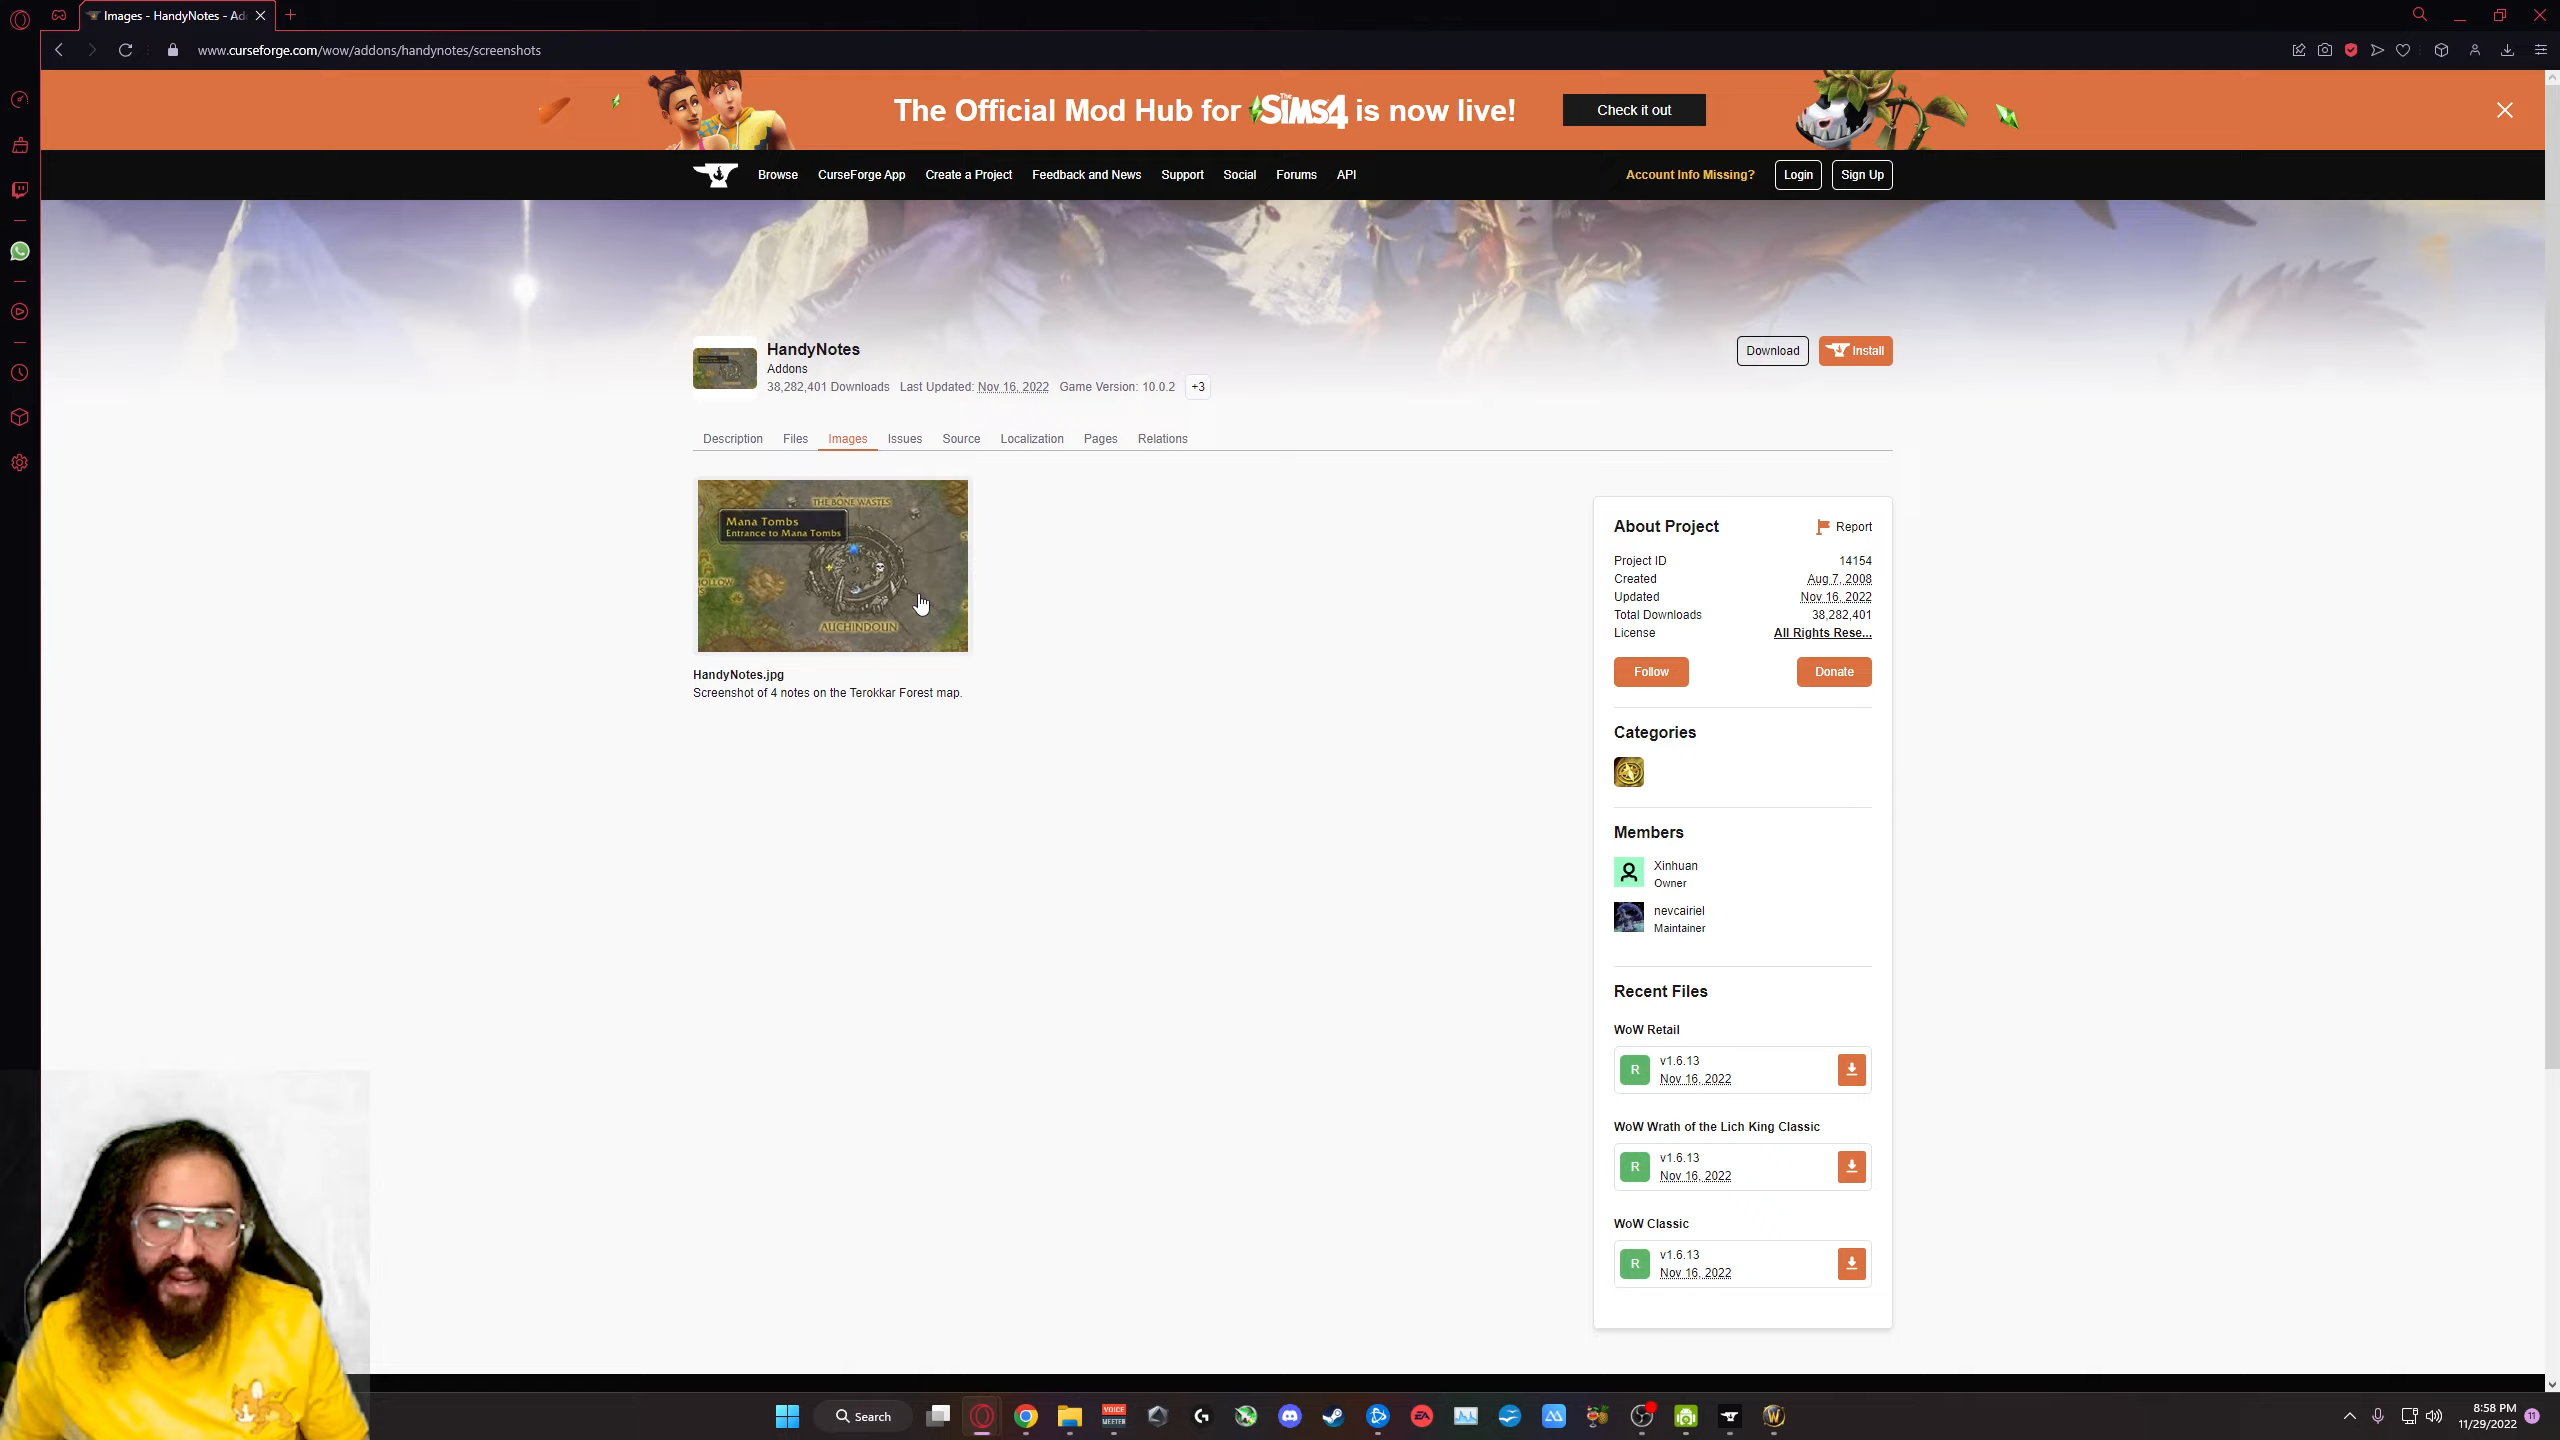 Images - HandyNotes - Ad
www.curseforge.com/wow/addons/handynotes/screenshots
The Official Mod Hub for The SIMS4 is now live!
Check it out
Browse CurseForge App Create a Project Feedback and News Support Social Forums API
Account Info Missing? Login Sign Up
HandyNotes
Addons
38,282,401 Downloads Last Updated: Nov 16, 2022 Game Version: 10.0.2 +3
Download Install
Description Files Images Issues Source Localization Pages Relations
THE BONE WASTES
Mana Tombs
Entrance to Mana Tombs
AUCHINDOUN
HandyNotes.jpg
Screenshot of 4 notes on the Terokkar Forest map.
About Project Report
Project ID 14154
Created Aug 7, 2008
Updated Nov 16, 2022
Total Downloads 38,282,401
License All Rights Rese...
Follow Donate
Categories
Members
Xinhuan
Owner
nevcairiel
Maintainer
Recent Files
WoW Retail
R v1.6.13
Nov 16, 2022
WoW Wrath of the Lich King Classic
R v1.6.13
Nov 16, 2022
WoW Classic
R v1.6.13
Nov 16, 2022
Search
VOICE
MEETER
EA
8:58 PM
11/29/2022
11